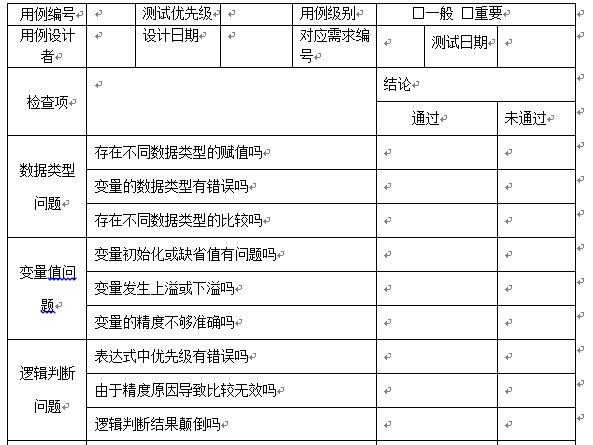 用例编号 测试优先级 用例级别 □一般 □重要
用例设计者 设计日期 对应需求编号 测试日期
检查项 结论
通过 未通过
数据类型问题
存在不同数据类型的赋值吗
变量的数据类型有错误吗
存在不同数据类型的比较吗
变量值问题
变量初始化或缺省值有问题吗
变量发生上溢或下溢吗
变量的精度不够准确吗
逻辑判断问题
表达式中优先级有错误吗
由于精度原因导致比较无效吗
逻辑判断结果颠倒吗